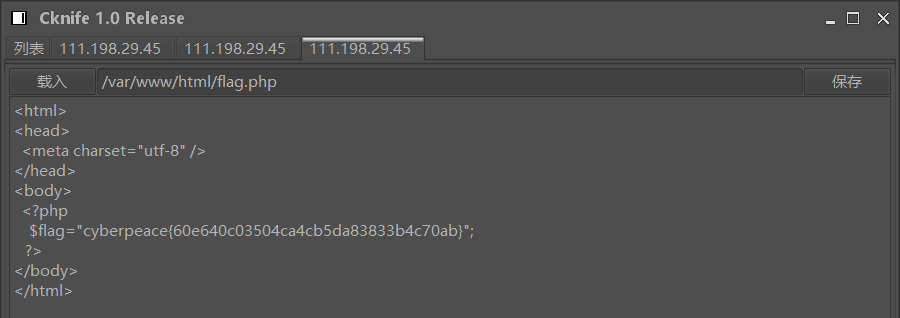 Cknife 1.0 Release
列表 111.198.29.45 111.198.29.45 111.198.29.45
载入 /var/www/html/flag.php 保存
<html>
<head>
<meta charset="utf-8" />
</head>
<body>
<?php
$flag="cyberpeace{60e640c03504ca4cb5da83833b4c70ab}";
?>
</body>
</html>